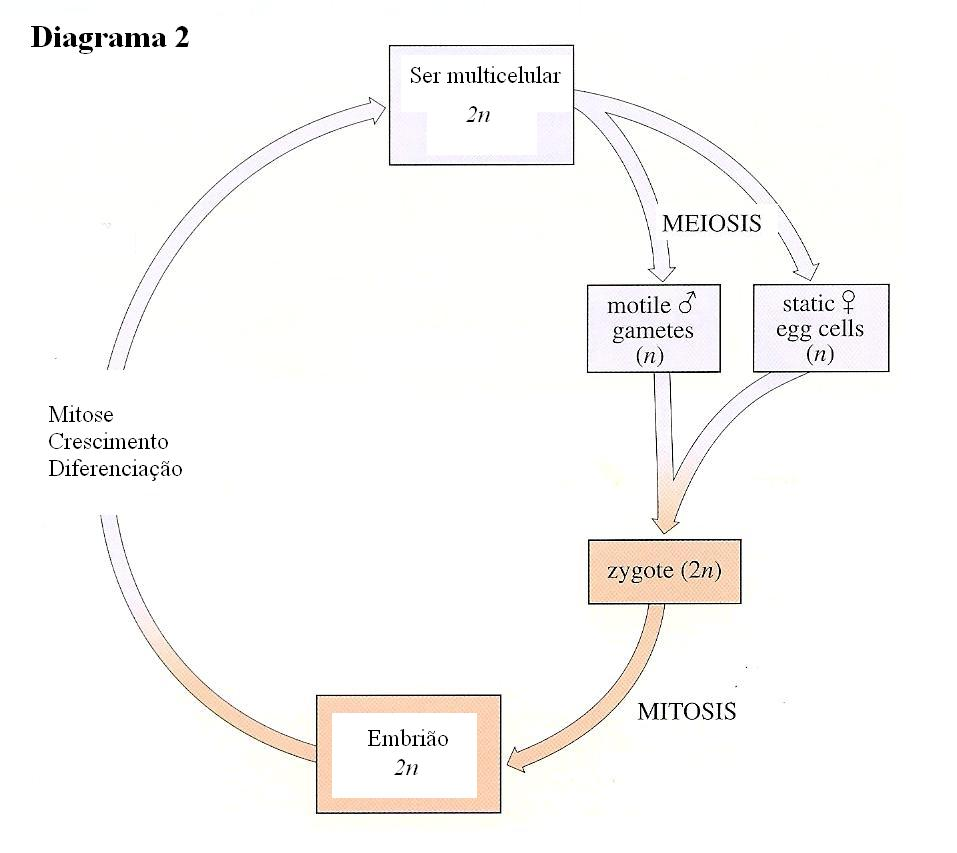 Diagrama 2
Ser multicelular
2n
MEIOSIS
motile ♂
gametes
(n)
static ♀
egg cells
(n)
Mitose
Crescimento
Diferenciação
zygote (2n)
MITOSIS
Embrião
2n